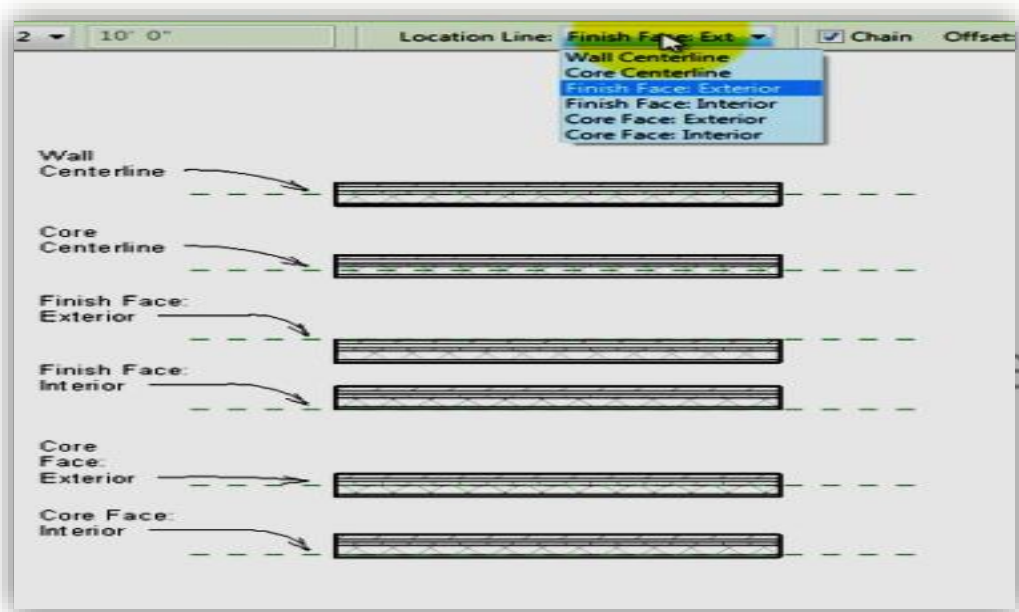 2 10' 0" Location Line: Finish Face: Ext Chain Offset:
Wall Centerline
Core Centerline
Finish Face: Exterior
Finish Face: Interior
Core Face: Exterior
Core Face: Interior
Wall
Centerline
Core
Centerline
Finish Face:
Exterior
Finish Face:
Interior
Core
Face:
Exterior
Core Face:
Interior